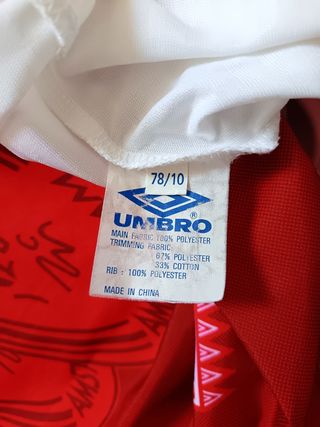 78/10
UMBRO®
MAIN FABRIC: 100% POLYESTER
TRIMMING FABRIC:
67% POLYESTER
33% COTTON
RIB : 100% POLYESTER
MADE IN CHINA